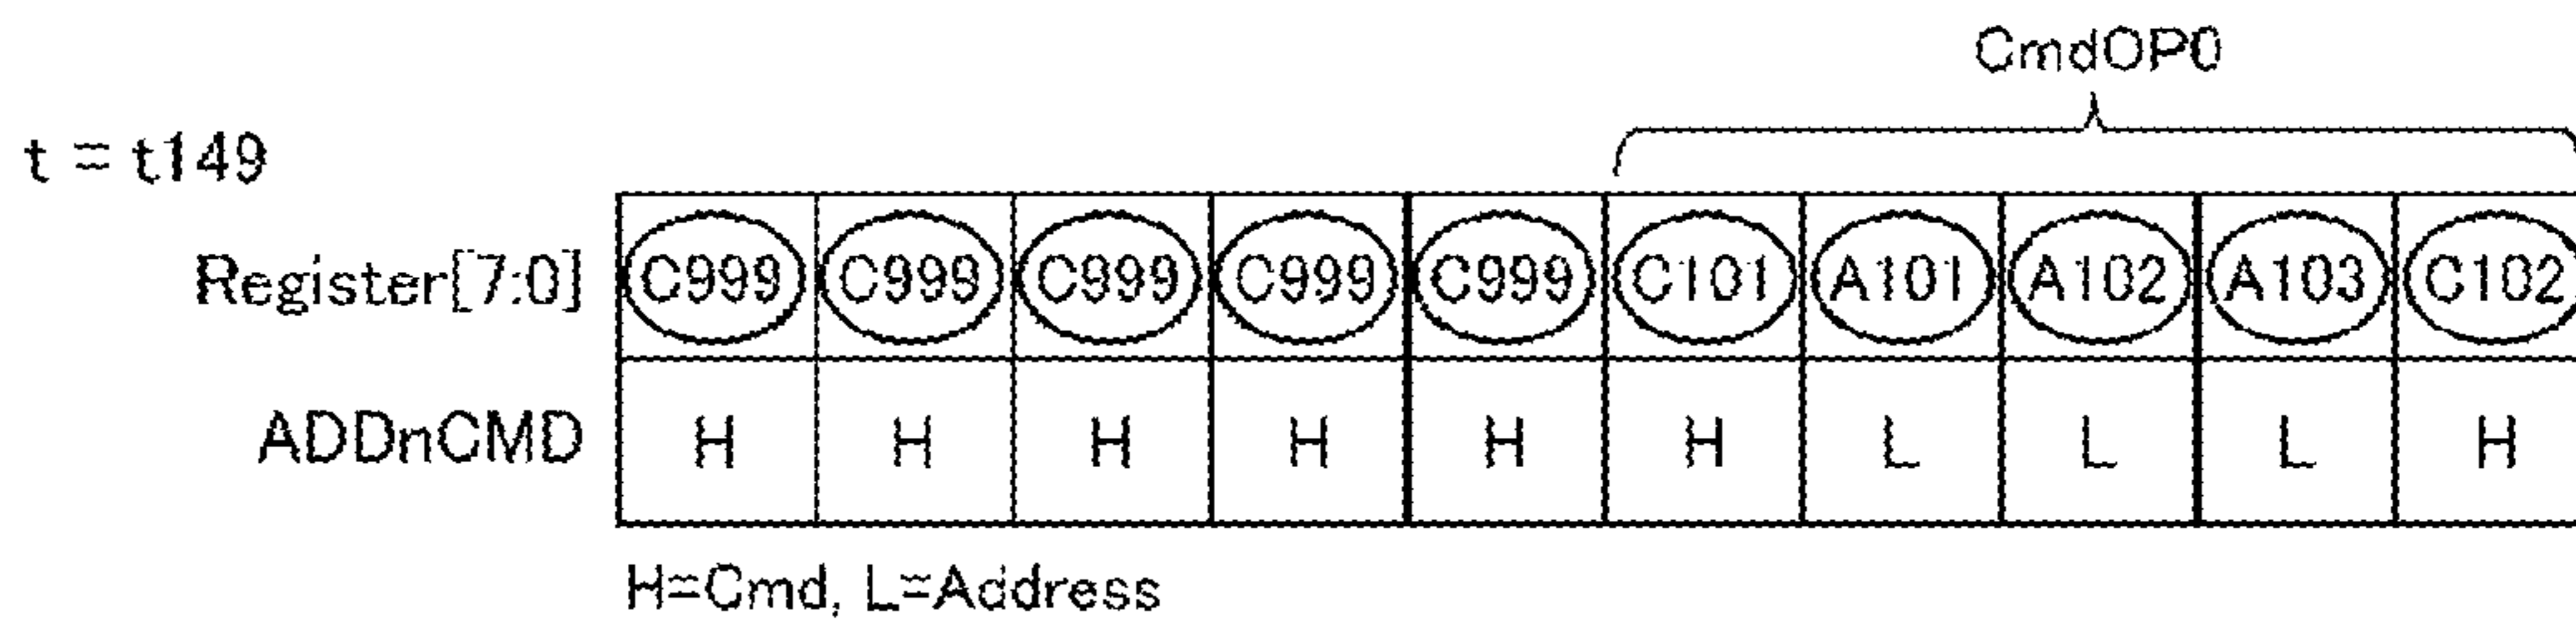 CmdOP0
t = t149
Register[7:0] C999 C999 C999 C999 C999 C101 A101 A102 A103 C102
ADDnCMD H H H H H H L L L H
H=Cmd, L=Address